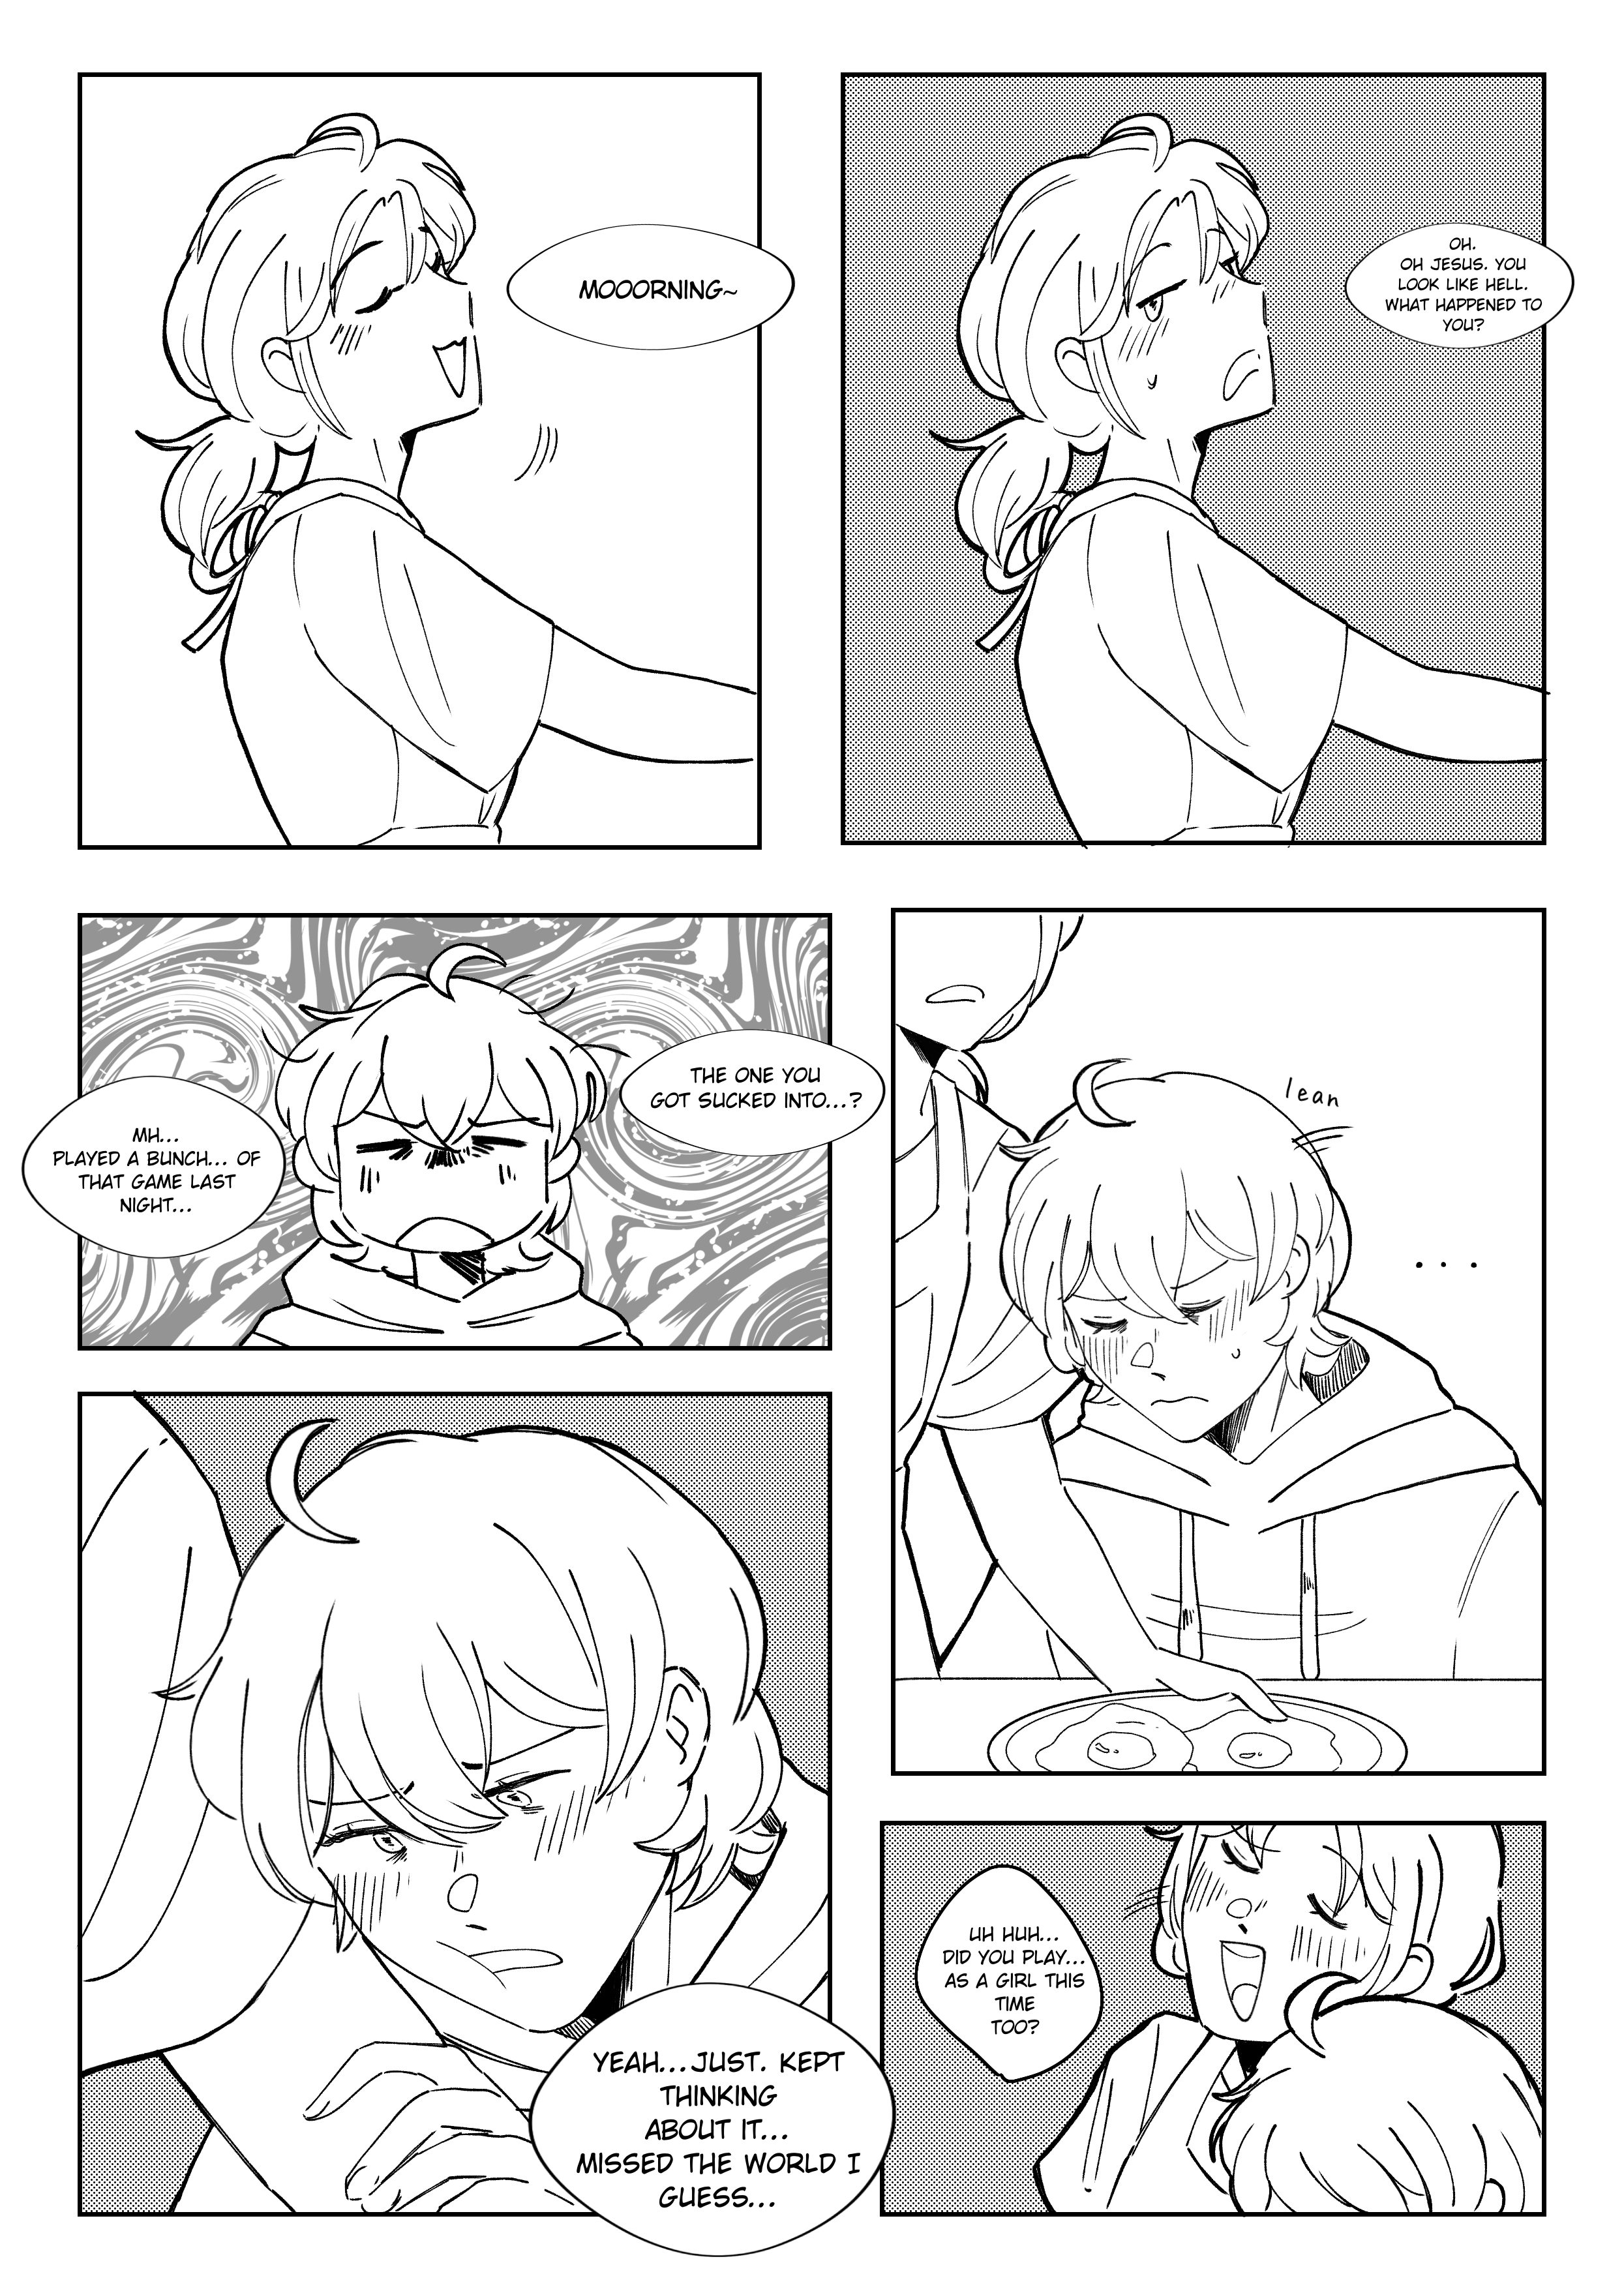 MOOORNING~
OH.
OH JESUS. YOU
LOOK LIKE HELL.
WHAT HAPPENED TO
YOU?
MH...
PLAYED A BUNCH... OF
THAT GAME LAST
NIGHT...
THE ONE YOU
GOT SUCKED INTO...?
lean
...
YEAH...JUST. KEPT
THINKING
ABOUT IT...
MISSED THE WORLD I
GUESS...
UH HUH...
DID YOU PLAY...
AS A GIRL THIS
TIME
TOO?